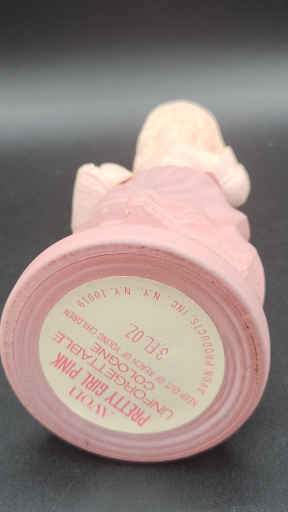 AVON
PRETTY GIRL PINK
UNFORGETTABLE
COLOGNE
3 FL. OZ.
KEEP OUT OF REACH OF YOUNG CHILDREN
AVON PRODUCTS, INC. N.Y., N.Y. 10019